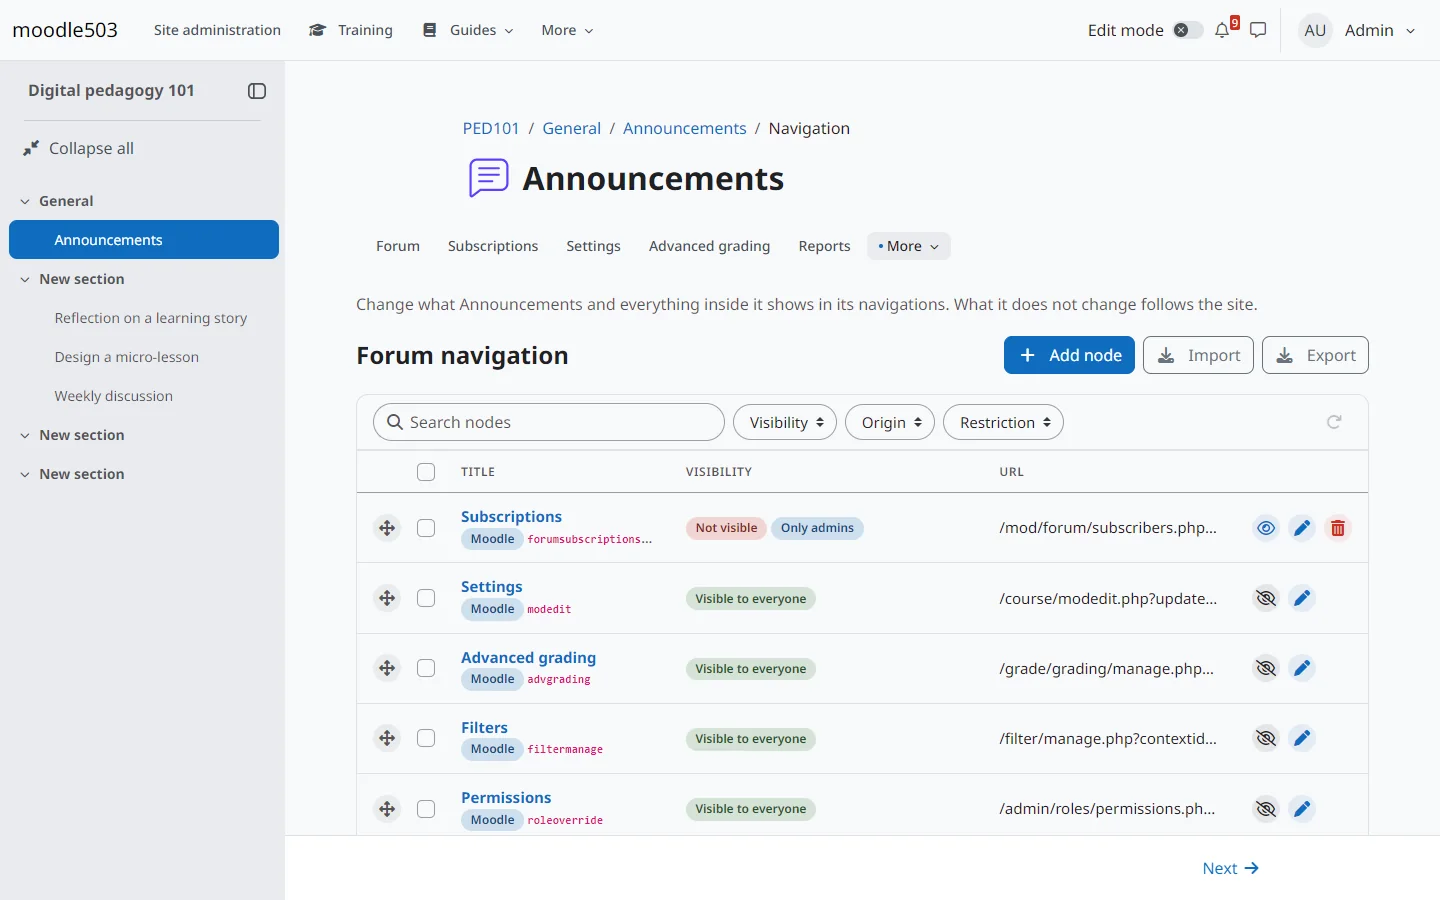 moodle503
Site administration
Training
Guides
More
Edit mode
9
AU
Admin
Digital pedagogy 101
Collapse all
General
Announcements
New section
Reflection on a learning story
Design a micro-lesson
Weekly discussion
New section
New section
PED101 / General / Announcements / Navigation
Announcements
Forum
Subscriptions
Settings
Advanced grading
Reports
More
Change what Announcements and everything inside it shows in its navigations. What it does not change follows the site.
Forum navigation
Add node
Import
Export
Search nodes
Visibility
Origin
Restriction
TITLE
VISIBILITY
URL
Subscriptions
Moodle forumsubscriptions...
Not visible
Only admins
/mod/forum/subscribers.php...
Settings
Moodle modedit
Visible to everyone
/course/modedit.php?update...
Advanced grading
Moodle advgrading
Visible to everyone
/grade/grading/manage.php...
Filters
Moodle filtermanage
Visible to everyone
/filter/manage.php?contextid...
Permissions
Moodle roleoverride
Visible to everyone
/admin/roles/permissions.ph...
Next